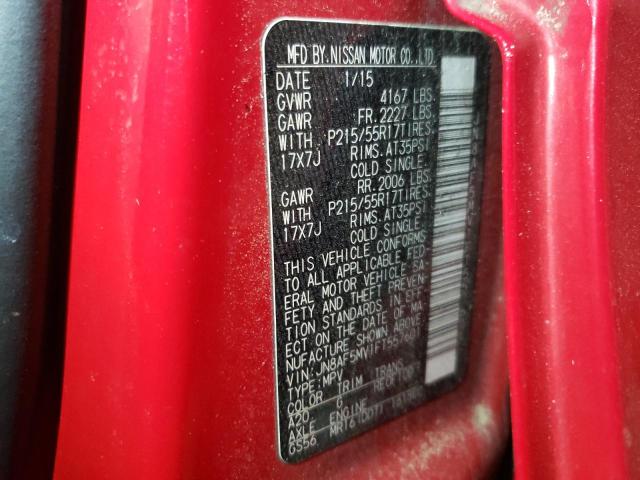 MFD BY.NISSAN MOTOR CO.,LTD.
DATE 1/15
GVWR 4167 LBS.
GAWR FR.2227 LBS.
WITH P215/55R17TIRES.
17X7J RIMS.AT35PSI
COLD SINGLE.
GAWR RR.2006 LBS.
WITH P215/55R17TIRES.
17X7J RIMS.AT35PSI
COLD SINGLE.
THIS VEHICLE CONFORMS
TO ALL APPLICABLE FED-
ERAL MOTOR VEHICLE SA-
FETY AND THEFT PREVEN-
TION STANDARDS IN EFF-
ECT ON THE DATE OF MA-
NUFACTURE SHOWN ABOVE.
VIN:
TYPE: MPV
COLOR TRIM TRANS
A20 G
AXLE ENGINE
GS56